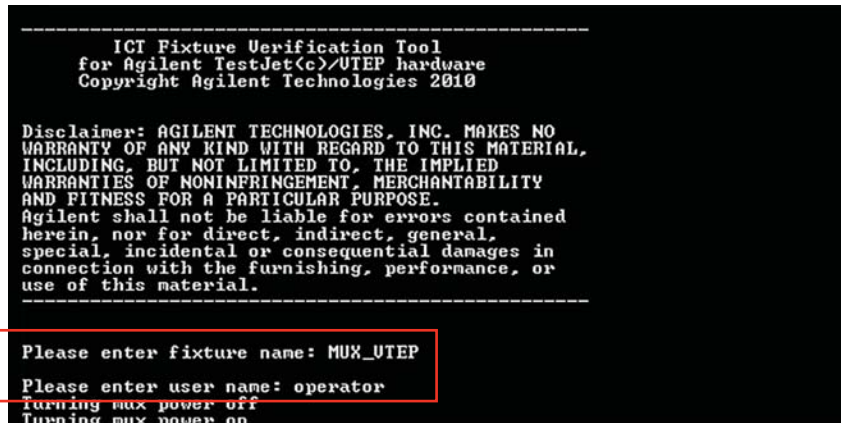 ICT Fixture Verification Tool
for Agilent TestJet(c)/VTEP hardware
Copyright Agilent Technologies 2010
Disclaimer: AGILENT TECHNOLOGIES, INC. MAKES NO
WARRANTY OF ANY KIND WITH REGARD TO THIS MATERIAL,
INCLUDING, BUT NOT LIMITED TO, THE IMPLIED
WARRANTIES OF NONINFRINGEMENT, MERCHANTABILITY
AND FITNESS FOR A PARTICULAR PURPOSE.
Agilent shall not be liable for errors contained
herein, nor for direct, indirect, general,
special, incidental or consequential damages in
connection with the furnishing, performance, or
use of this material.
Please enter fixture name: MUX_VTEP
Please enter user name: operator
Turning mux power off
Turning mux power on